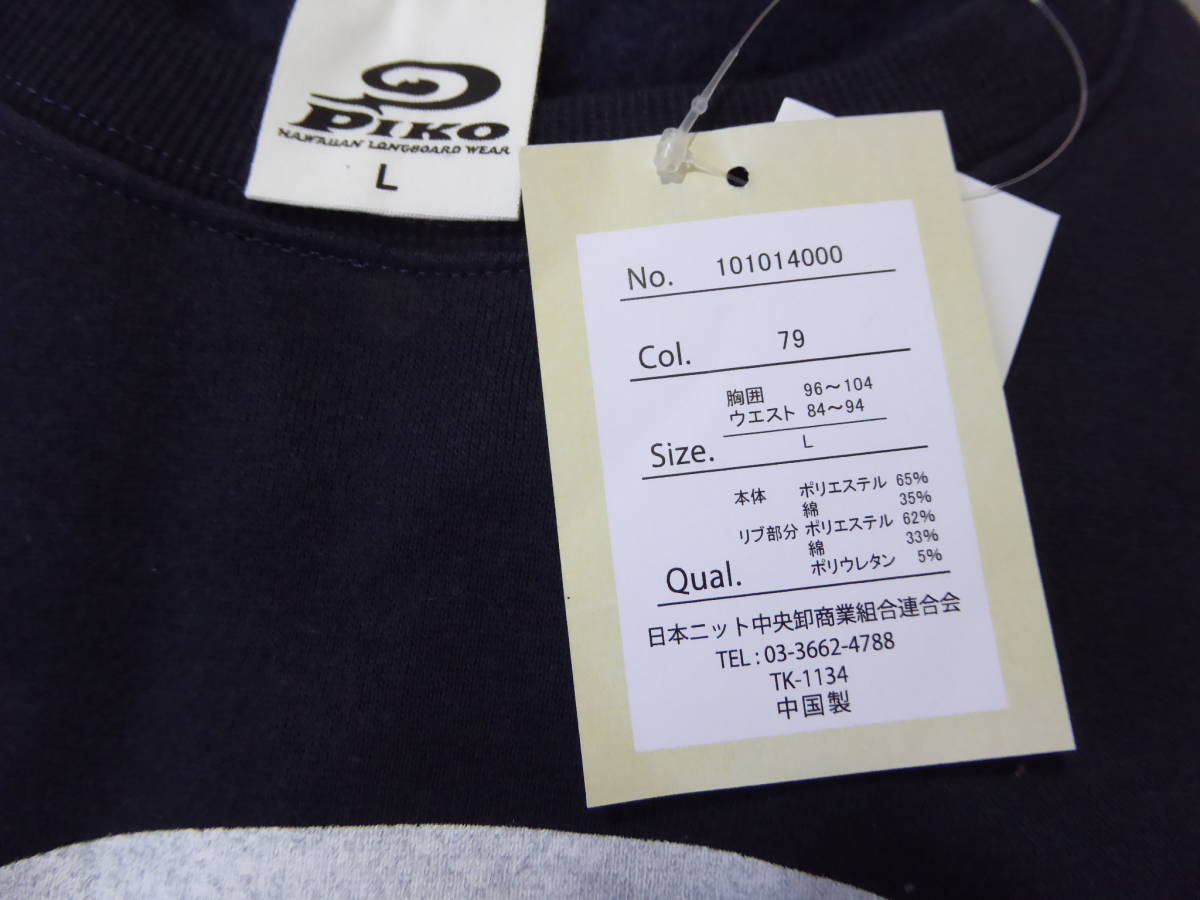 PIKO
HAWAIIAN LONGBOARD WEAR
L
No. 101014000
Col. 79
胸囲 96～104
ウエスト 84～94
Size. L
本体 ポリエステル 65%
綿 35%
リブ部分 ポリエステル 62%
綿 33%
Qual. ポリウレタン 5%
日本ニット中央卸商業組合連合会
TEL : 03-3662-4788
TK-1134
中国製